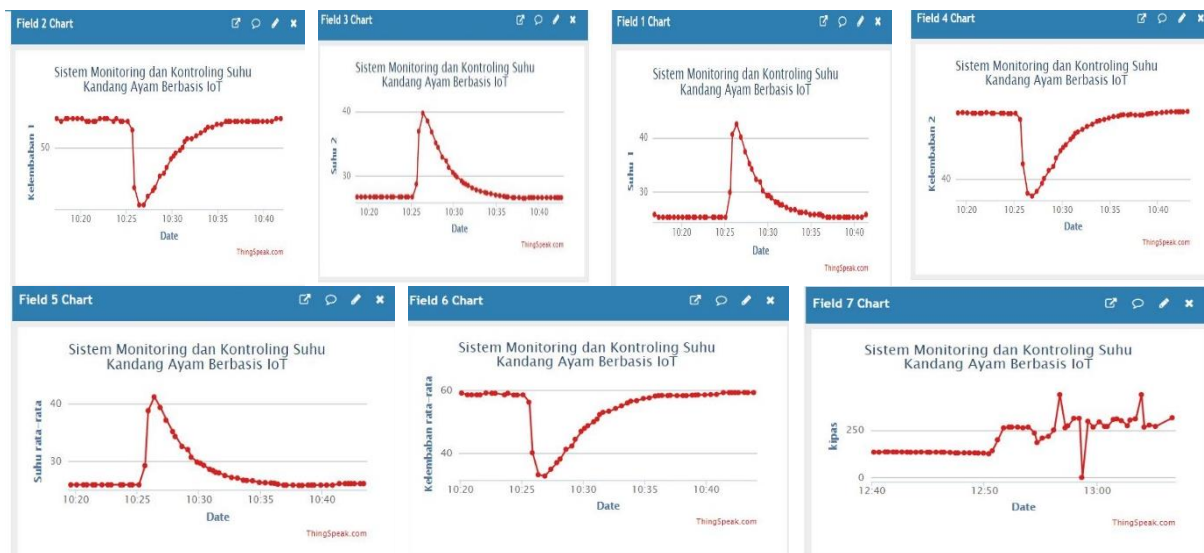 Field 2 Chart
Sistem Monitoring dan Kontroling Suhu
Kandang Ayam Berbasis IoT
Kelembaban 1
50
10:20 10:25 10:30 10:35 10:40
Date
ThingSpeak.com
Field 3 Chart
Sistem Monitoring dan Kontroling Suhu
Kandang Ayam Berbasis IoT
Suhu 2
40
30
10:20 10:25 10:30 10:35 10:40
Date
ThingSpeak.com
Field 1 Chart
Sistem Monitoring dan Kontroling Suhu
Kandang Ayam Berbasis IoT
Suhu 1
40
30
10:20 10:25 10:30 10:35 10:40
Date
ThingSpeak.com
Field 4 Chart
Sistem Monitoring dan Kontroling Suhu
Kandang Ayam Berbasis IoT
Kelembaban 2
40
10:20 10:25 10:30 10:35 10:40
Date
ThingSpeak.com
Field 5 Chart
Sistem Monitoring dan Kontroling Suhu
Kandang Ayam Berbasis IoT
Suhu rata-rata
40
30
10:20 10:25 10:30 10:35 10:40
Date
ThingSpeak.com
Field 6 Chart
Sistem Monitoring dan Kontroling Suhu
Kandang Ayam Berbasis IoT
Kelembaban rata-rata
60
40
10:20 10:25 10:30 10:35 10:40
Date
ThingSpeak.com
Field 7 Chart
Sistem Monitoring dan Kontroling Suhu
Kandang Ayam Berbasis IoT
kipas
250
0
12:40 12:50 13:00
Date
ThingSpeak.com